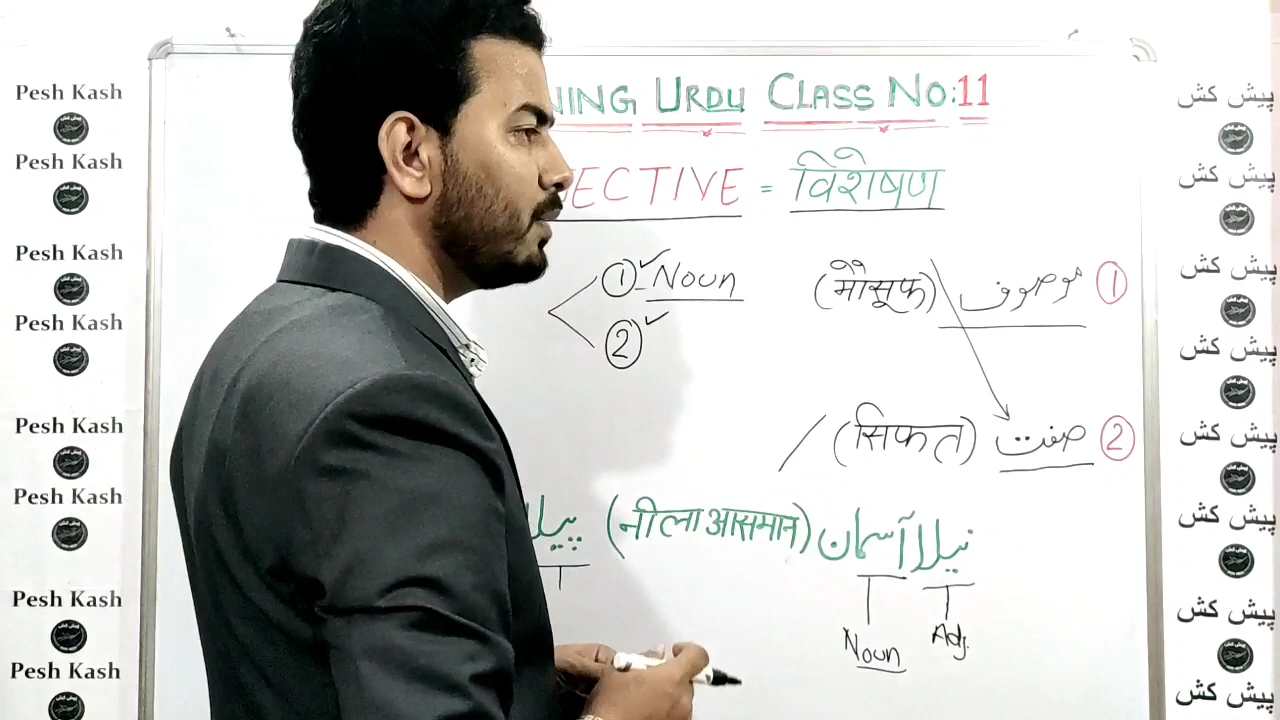 NING URDU CLASS NO:11
ECTIVE = विशेषण
① Noun (मौसूफ) موصوف ①
②
(सिफत) صفت ②
پیلا (नीला आसमान) نیلا آسمان
Noun Adj.
Pesh Kash
Pesh Kash
Pesh Kash
Pesh Kash
Pesh Kash
Pesh Kash
Pesh Kash
Pesh Kash
پیش کش
پیش کش
پیش کش
پیش کش
پیش کش
پیش کش
پیش کش
پیش کش